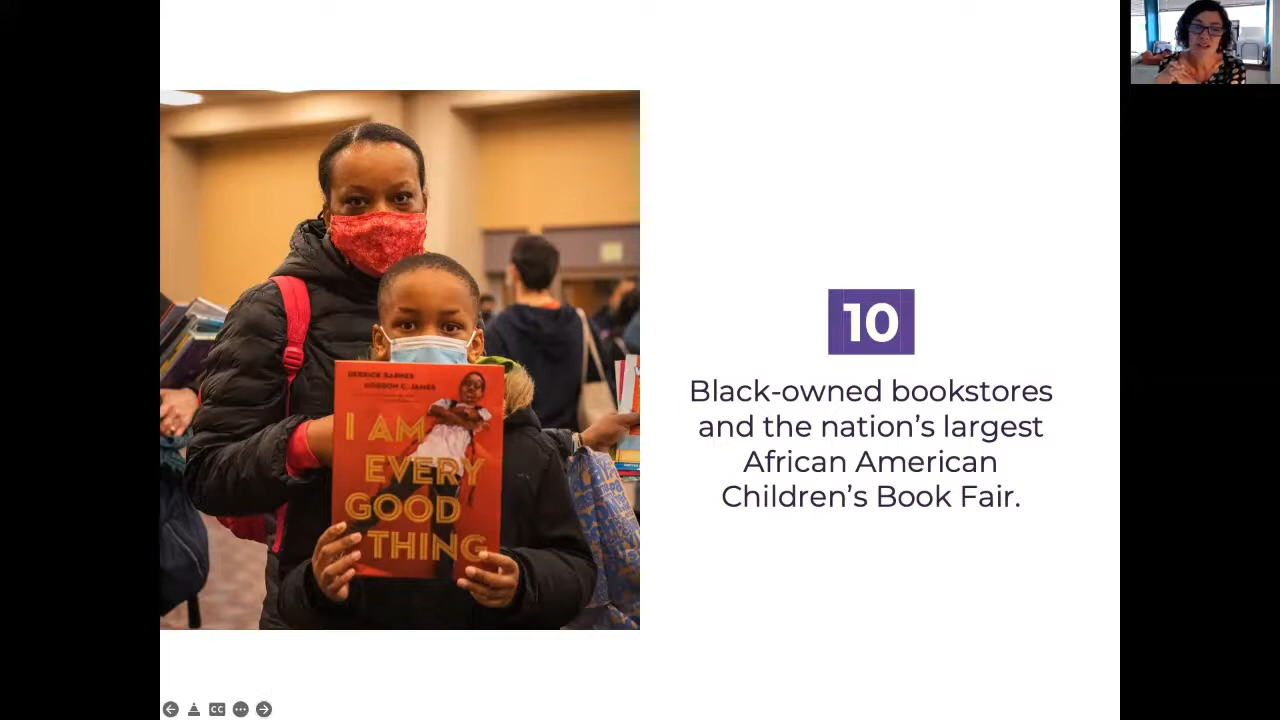 DERRICK BARNES
GORDON C. JAMES
I AM
EVERY
GOOD
THING
10
Black-owned bookstores
and the nation's largest
African American
Children's Book Fair.
CC